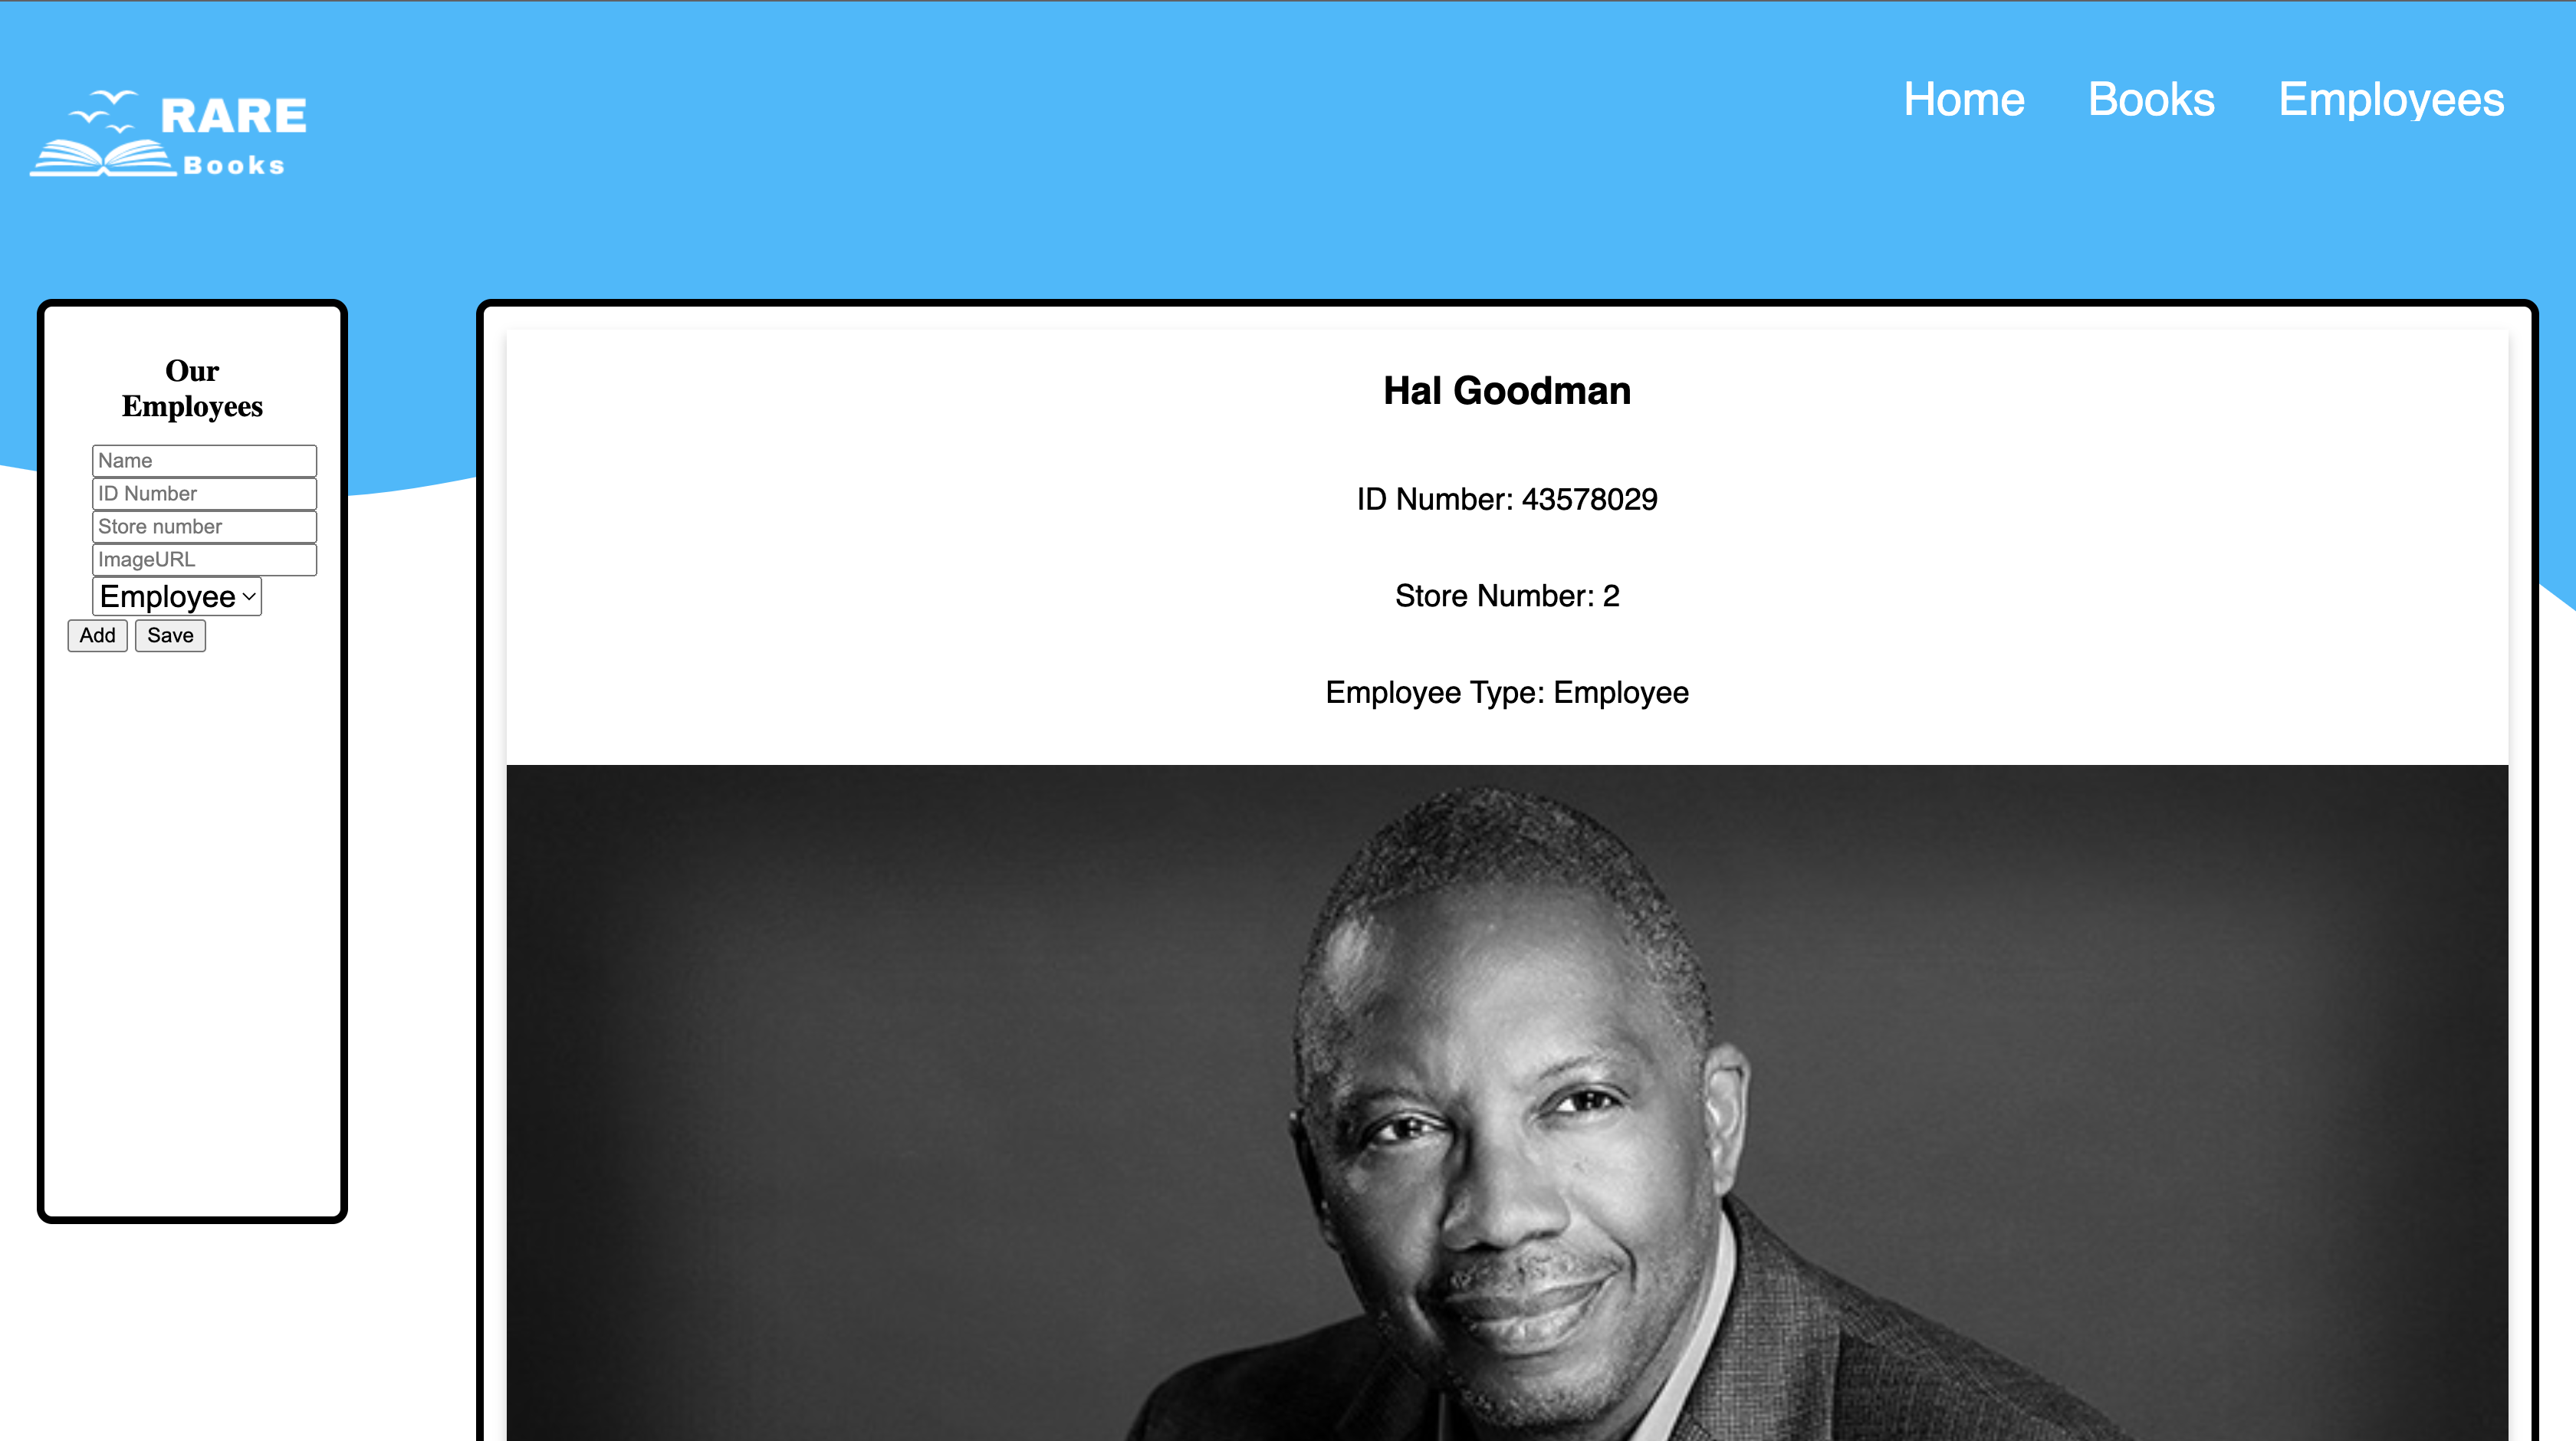 RARE
Books
Home Books Employees
Our
Employees
Name
ID Number
Store number
ImageURL
Employee
Add Save
Hal Goodman
ID Number: 43578029
Store Number: 2
Employee Type: Employee